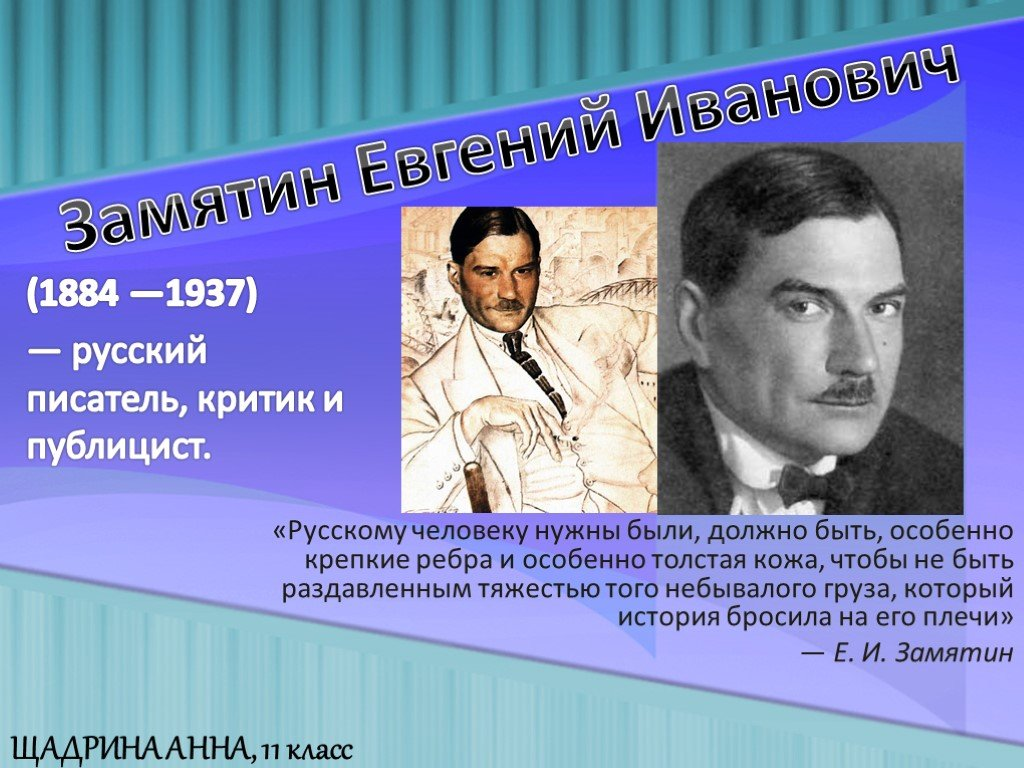 Замятин Евгений Иванович
(1884 —1937)
— русский
писатель, критик и
публицист.
«Русскому человеку нужны были, должно быть, особенно
крепкие ребра и особенно толстая кожа, чтобы не быть
раздавленным тяжестью того небывалого груза, который
история бросила на его плечи»
— Е. И. Замятин
ЩАДРИНА АННА, 11 класс